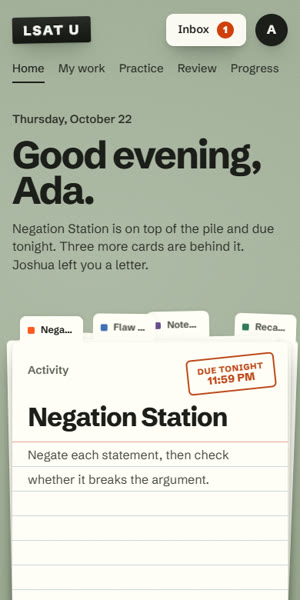 LSAT U
Inbox 1
A
Home My work Practice Review Progress
Thursday, October 22
Good evening,
Ada.
Negation Station is on top of the pile and due
tonight. Three more cards are behind it.
Joshua left you a letter.
Nega... Flaw ... Note... Reca...
Activity
DUE TONIGHT
11:59 PM
Negation Station
Negate each statement, then check
whether it breaks the argument.